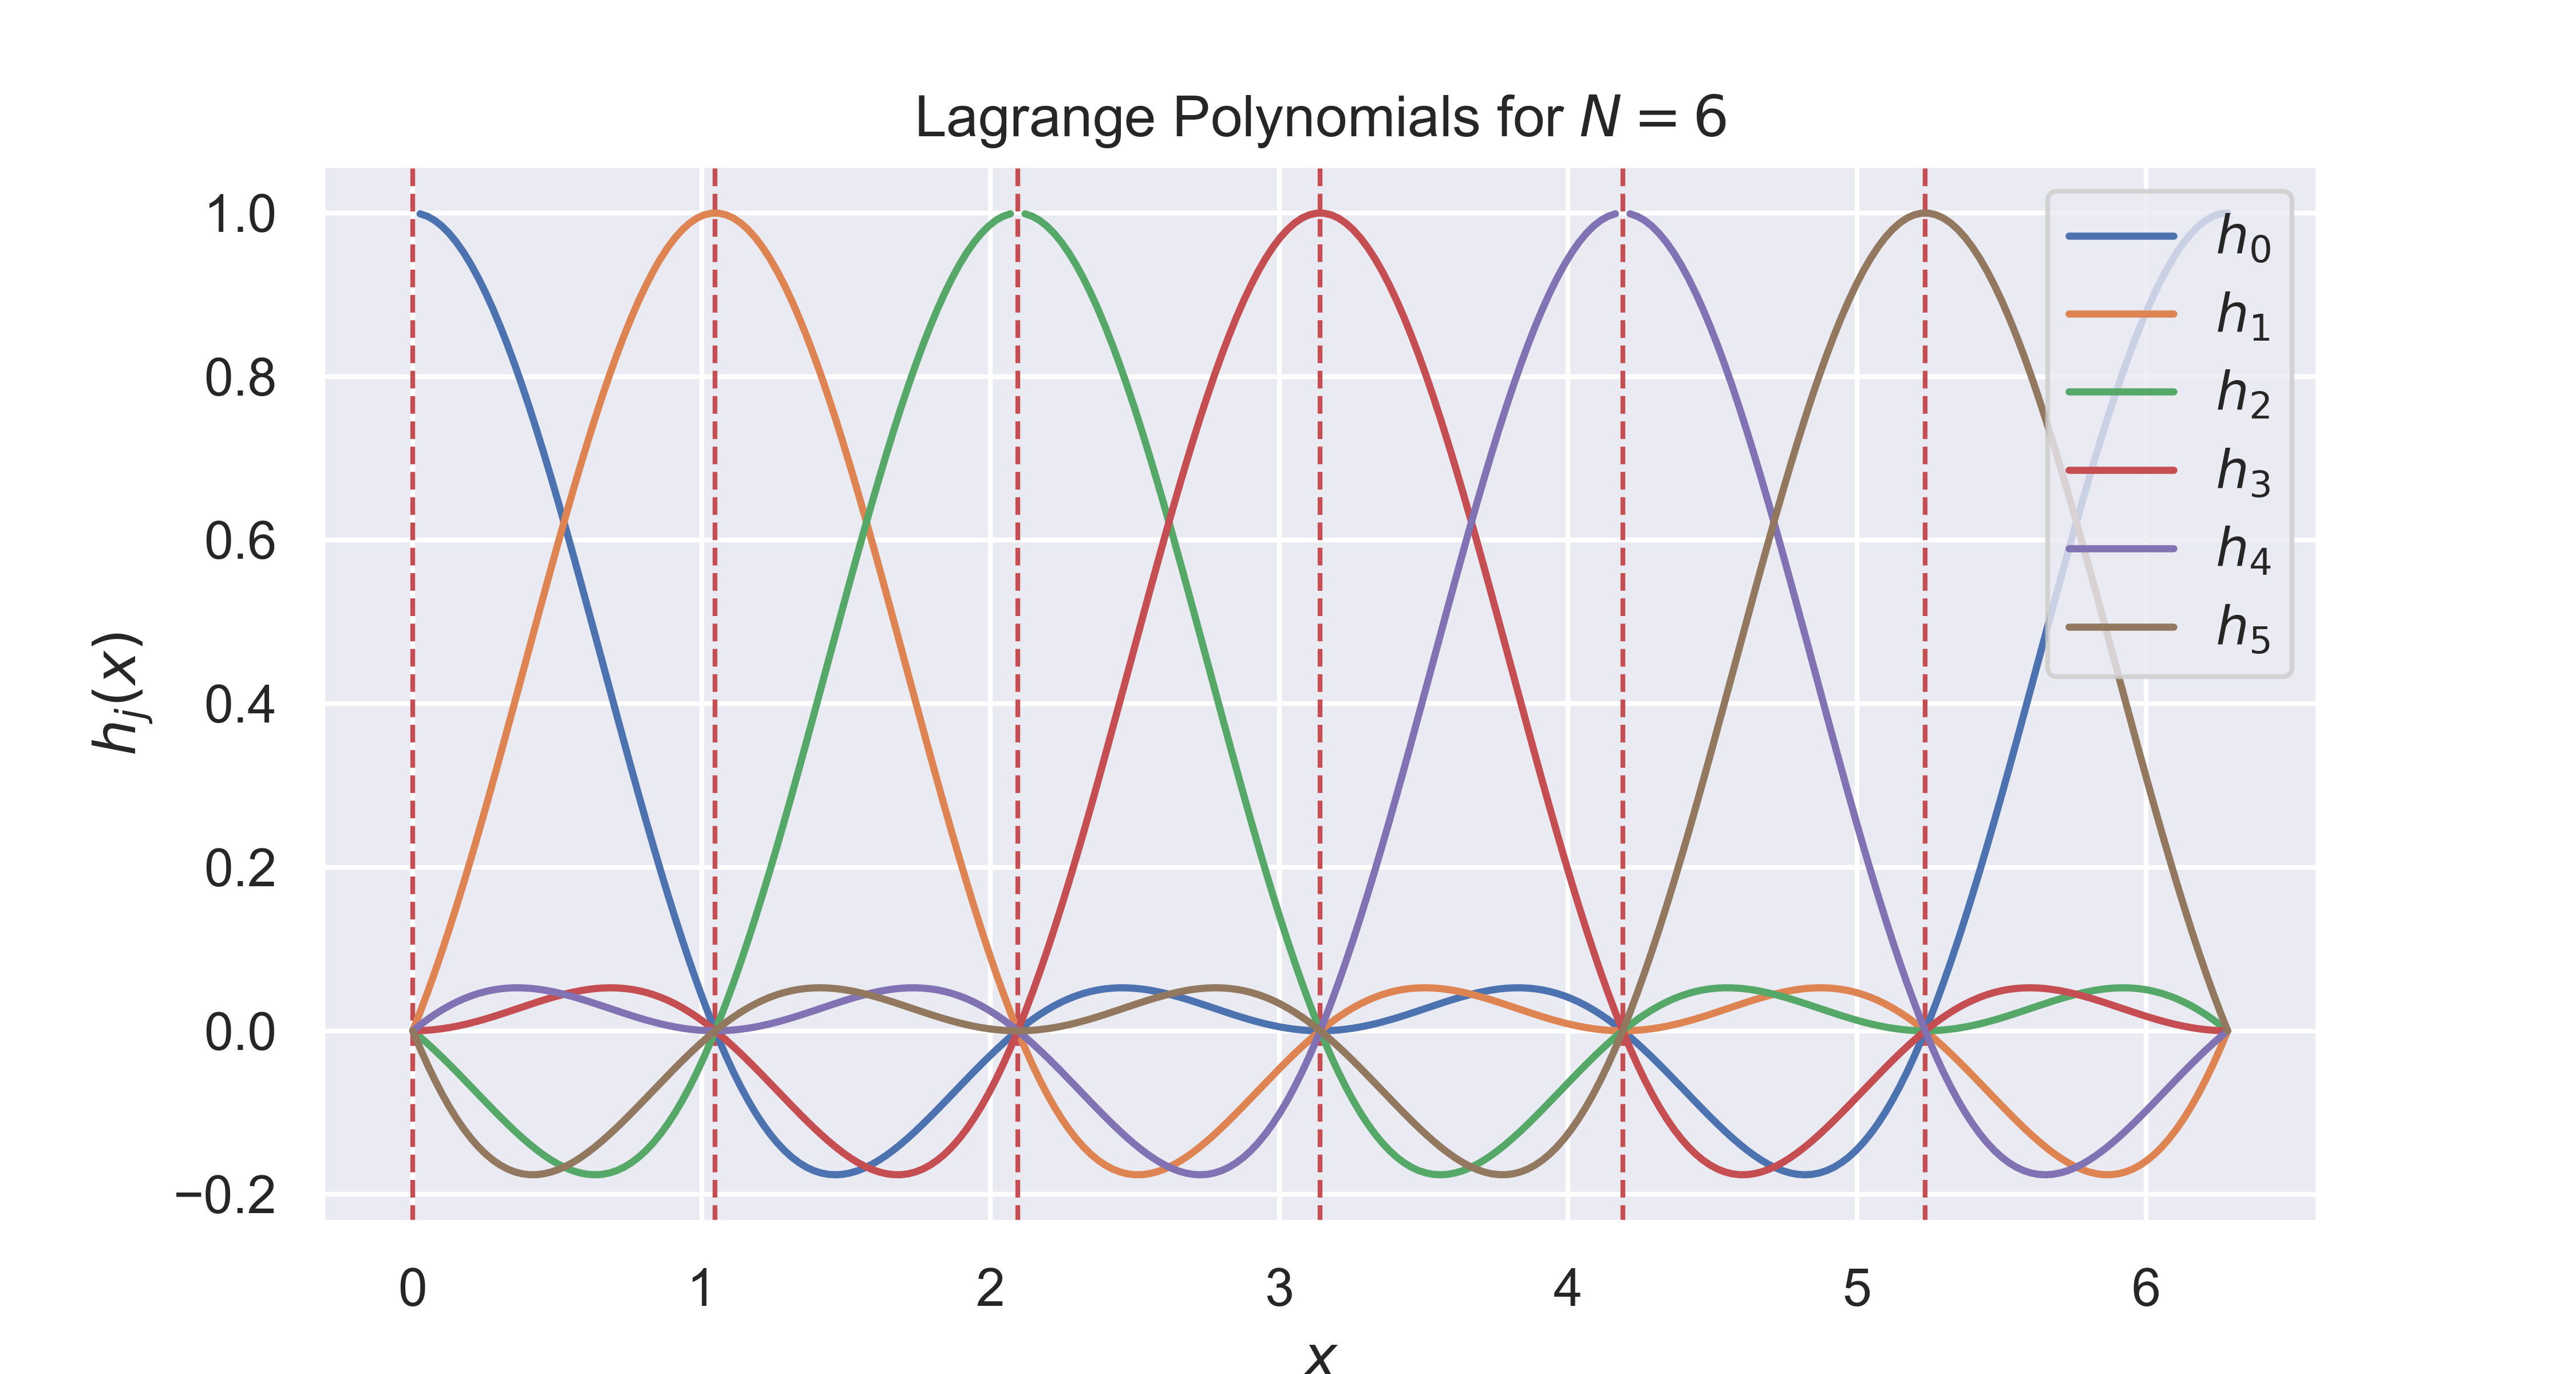 Lagrange Polynomials for N = 6
1.0
0.8
0.6
0.4
0.2
0.0
−0.2
h_j(x)
0 1 2 3 4 5 6
x
h_0
h_1
h_2
h_3
h_4
h_5